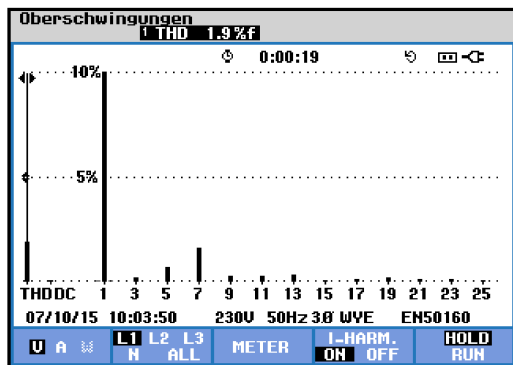 Oberschwingungen
1 THD 1.9%f
0:00:19
10%
5%
THDDC 1 3 5 7 9 11 13 15 17 19 21 23 25
07/10/15 10:03:50 230V 50Hz 3Ø WYE EN50160
V A W L1 L2 L3 METER I-HARM. HOLD
N ALL ON OFF RUN